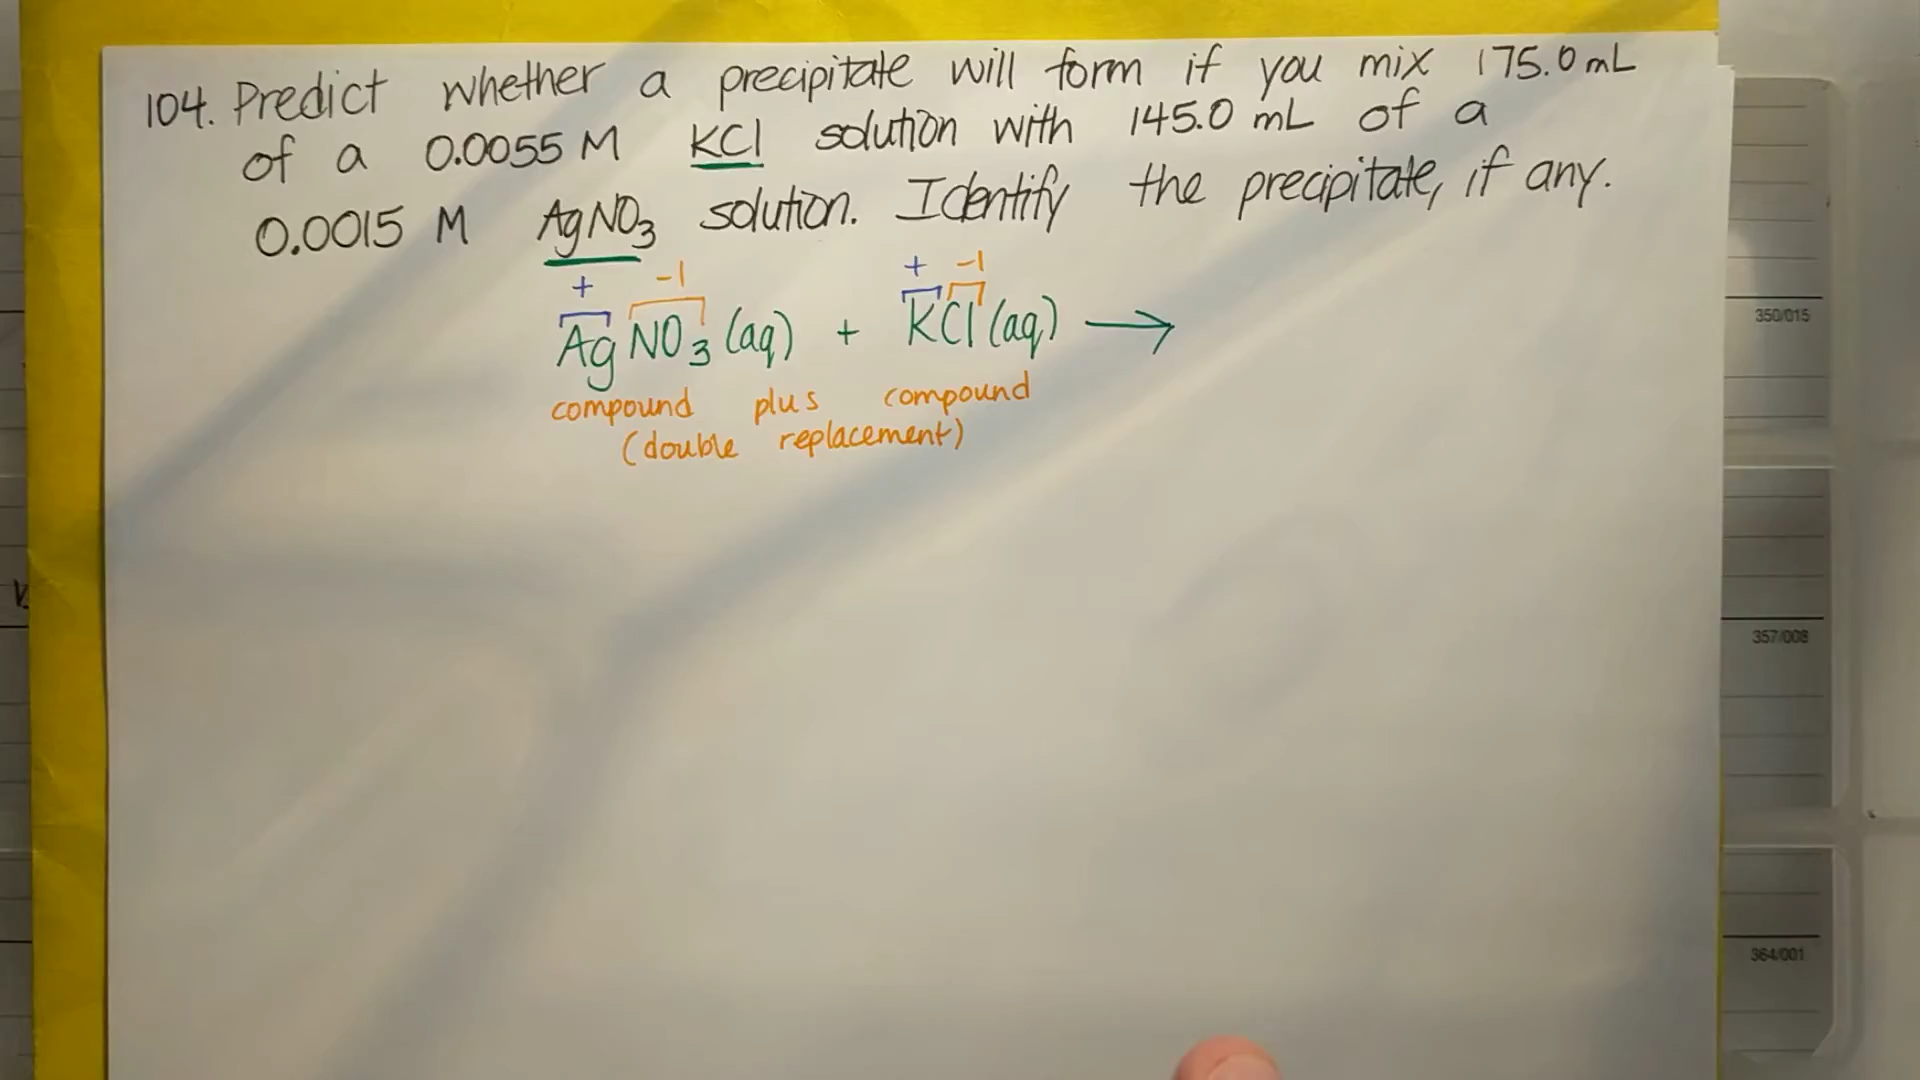 104. Predict whether a precipitate will form if you mix 175.0 mL
of a 0.0055 M KCl solution with 145.0 mL of a
0.0015 M AgNO₃ solution. Identify the precipitate, if any.
+ -1 + -1
AgNO₃ (aq) + KCl (aq) →
compound plus compound
(double replacement)
350/015
357/008
364/001